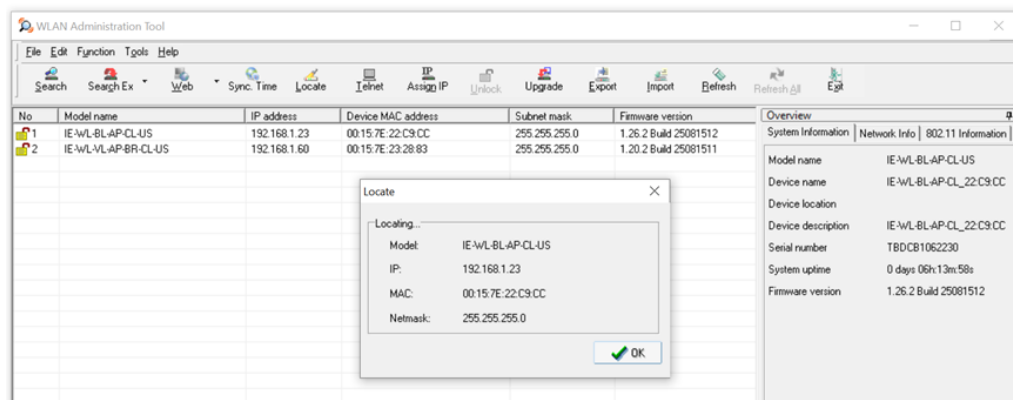 WLAN Administration Tool
File Edit Function Tools Help
Search Search Ex Web Sync. Time Locate Telnet IP Assign IP Unlock Upgrade Export Import Refresh Refresh All Exit
No Model name IP address Device MAC address Subnet mask Firmware version
1 IE-WL-BL-AP-CL-US 192.168.1.23 00:15:7E:22:C9:CC 255.255.255.0 1.26.2 Build 25081512
2 IE-WL-VL-AP-BR-CL-US 192.168.1.60 00:15:7E:23:28:83 255.255.255.0 1.20.2 Build 25081511
Locate
Locating...
Model: IE-WL-BL-AP-CL-US
IP: 192.168.1.23
MAC: 00:15:7E:22:C9:CC
Netmask: 255.255.255.0
OK
Overview
System Information Network Info 802.11 Information
Model name IE-WL-BL-AP-CL-US
Device name IE-WL-BL-AP-CL_22:C9:CC
Device location
Device description IE-WL-BL-AP-CL_22:C9:CC
Serial number TBDCB1062230
System uptime 0 days 06h:13m:58s
Firmware version 1.26.2 Build 25081512